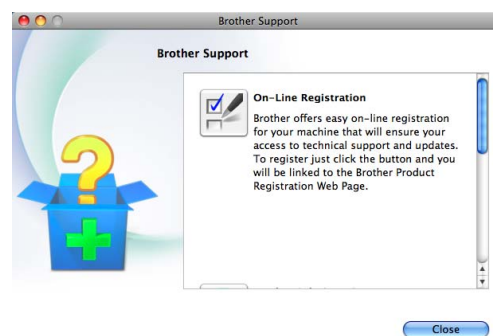 Brother Support
Brother Support
On-Line Registration
Brother offers easy on-line registration
for your machine that will ensure your
access to technical support and updates.
To register just click the button and you
will be linked to the Brother Product
Registration Web Page.
Close